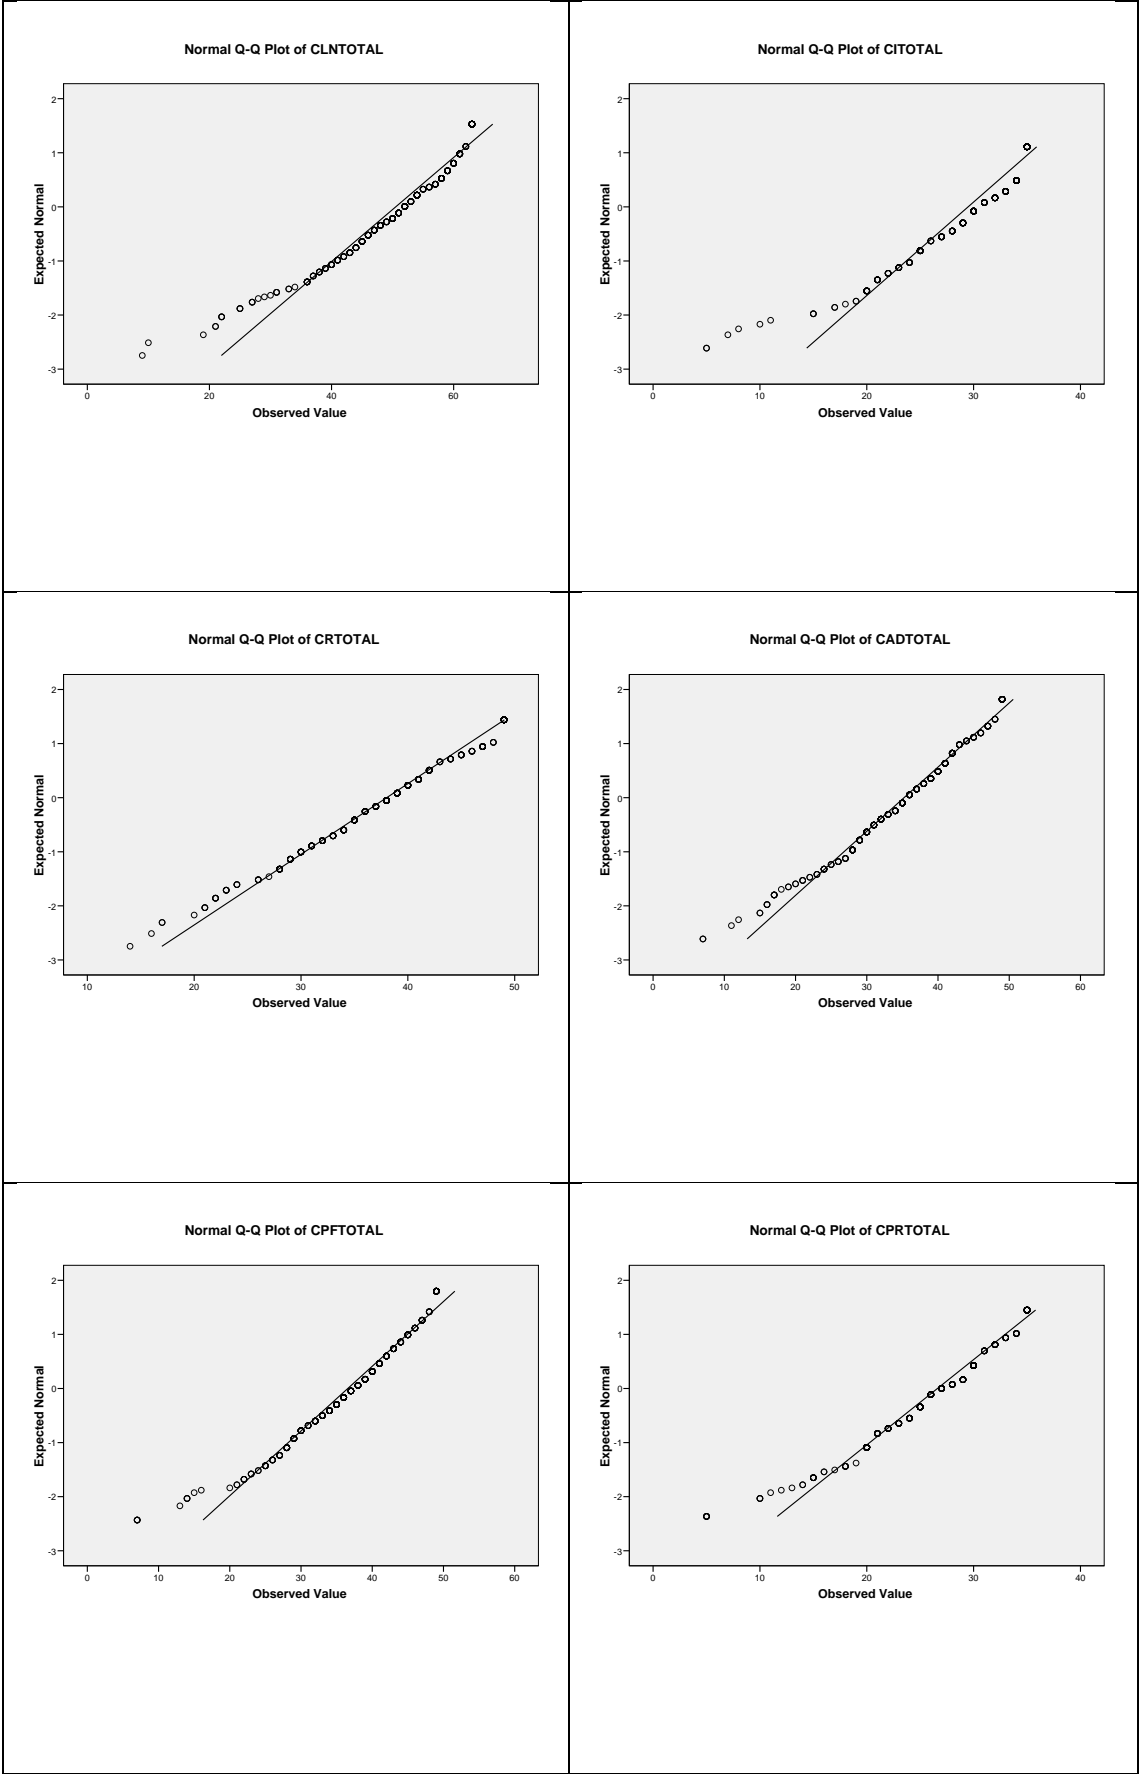 Normal Q-Q Plot of CLNTOTAL
2
1
0
-1
-2
-3
Expected Normal
0 20 40 60
Observed Value
Normal Q-Q Plot of CITOTAL
2
1
0
-1
-2
-3
Expected Normal
0 10 20 30 40
Observed Value
Normal Q-Q Plot of CRTOTAL
2
1
0
-1
-2
-3
Expected Normal
10 20 30 40 50
Observed Value
Normal Q-Q Plot of CADTOTAL
2
1
0
-1
-2
-3
Expected Normal
0 10 20 30 40 50 60
Observed Value
Normal Q-Q Plot of CPFTOTAL
2
1
0
-1
-2
-3
Expected Normal
0 10 20 30 40 50 60
Observed Value
Normal Q-Q Plot of CPRTOTAL
2
1
0
-1
-2
-3
Expected Normal
0 10 20 30 40
Observed Value